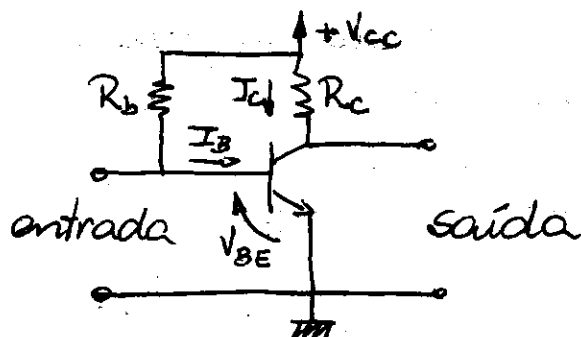 + Vcc
Rb
Ic
Rc
IB
entrada
VBE
saída